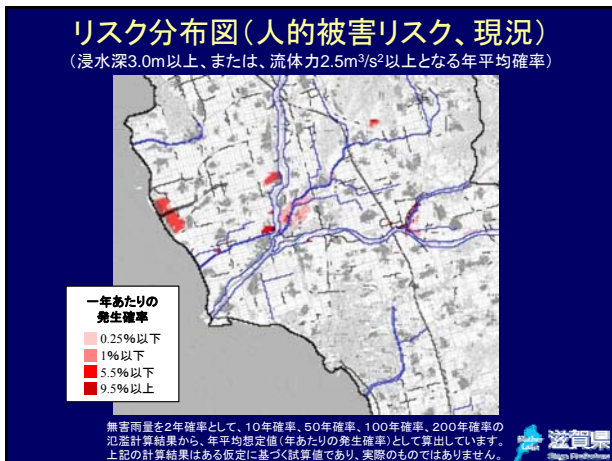 リスク分布図(人的被害リスク、現況)
(浸水深3.0m以上、または、流体力2.5m³/s²以上となる年平均確率)
一年あたりの
発生確率
0.25%以下
1%以下
5.5%以下
9.5%以上
無害雨量を2年確率として、10年確率、50年確率、100年確率、200年確率の
氾濫計算結果から、年平均想定値(年あたりの発生確率)として算出しています。
上記の計算結果はある仮定に基づく試算値であり、実際のものではありません。
Mother Lake
滋賀県
Shiga Prefecture